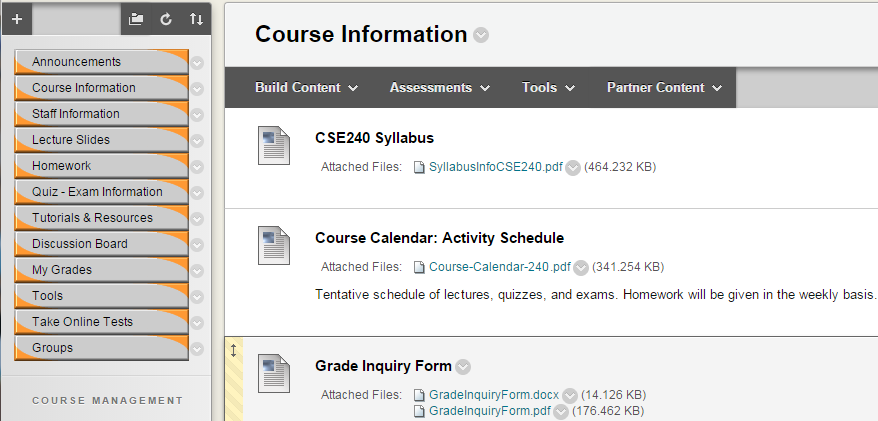 Announcements
Course Information
Staff Information
Lecture Slides
Homework
Quiz - Exam Information
Tutorials & Resources
Discussion Board
My Grades
Tools
Take Online Tests
Groups
COURSE MANAGEMENT
Course Information
Build Content Assessments Tools Partner Content
CSE240 Syllabus
Attached Files: SyllabusInfoCSE240.pdf (464.232 KB)
Course Calendar: Activity Schedule
Attached Files: Course-Calendar-240.pdf (341.254 KB)
Tentative schedule of lectures, quizzes, and exams. Homework will be given in the weekly basis.
Grade Inquiry Form
Attached Files: GradeInquiryForm.docx (14.126 KB)
GradeInquiryForm.pdf (176.462 KB)